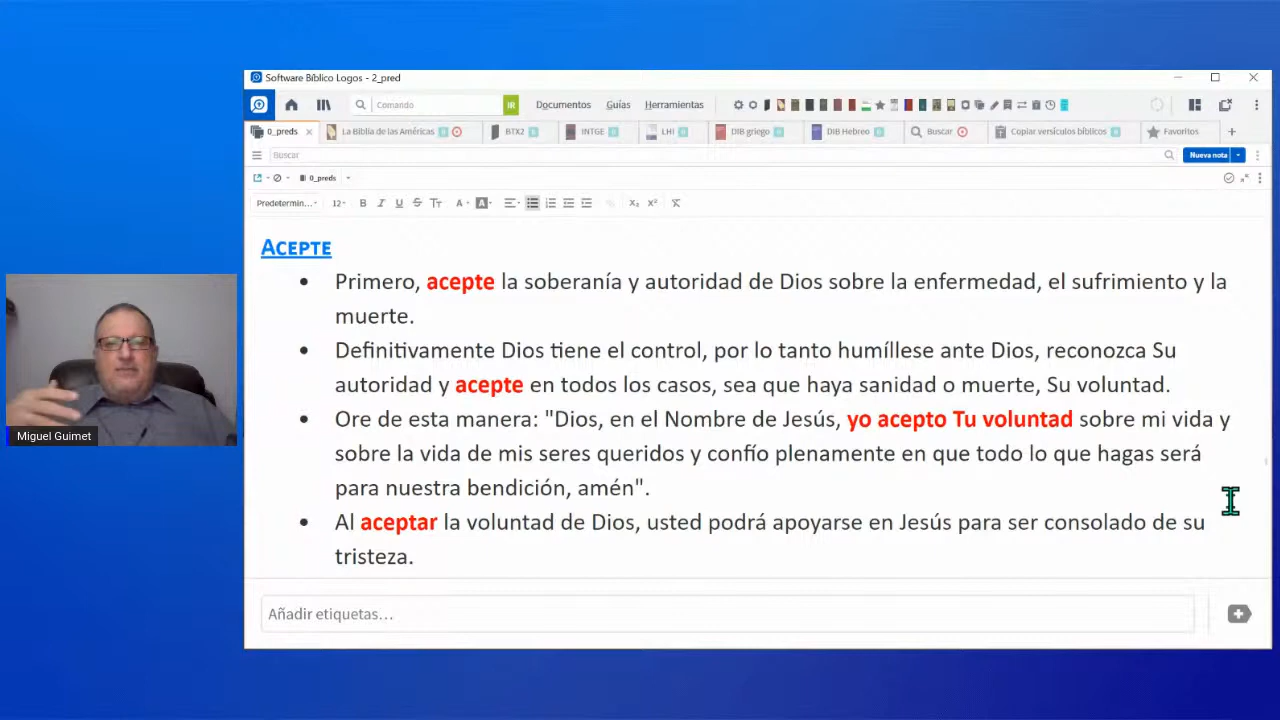 Software Bíblico Logos - 2_pred
Comando
IR
Documentos
Guías
Herramientas
0_preds
La Biblia de las Américas
BTX2
INTGE
LHI
DIB griego
DIB Hebreo
Buscar
Copiar versículos bíblicos
Favoritos
Buscar
Nueva nota
0_preds
Predetermin...
12
ACEPTE
• Primero, acepte la soberanía y autoridad de Dios sobre la enfermedad, el sufrimiento y la
muerte.
• Definitivamente Dios tiene el control, por lo tanto humíllese ante Dios, reconozca Su
autoridad y acepte en todos los casos, sea que haya sanidad o muerte, Su voluntad.
• Ore de esta manera: "Dios, en el Nombre de Jesús, yo acepto Tu voluntad sobre mi vida y
sobre la vida de mis seres queridos y confío plenamente en que todo lo que hagas será
para nuestra bendición, amén".
• Al aceptar la voluntad de Dios, usted podrá apoyarse en Jesús para ser consolado de su
tristeza.
Añadir etiquetas...
Miguel Guimet